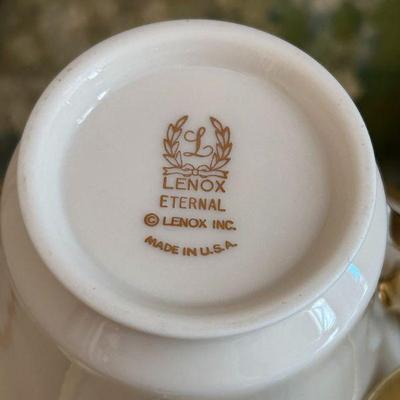 L
LENOX
ETERNAL
© LENOX INC.
MADE IN U.S.A.